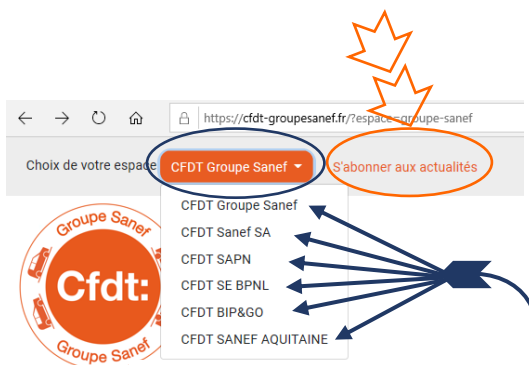 https://cfdt-groupesanef.fr/?espace=groupe-sanef
Choix de votre espace CFDT Groupe Sanef S'abonner aux actualités
CFDT Groupe Sanef
CFDT Sanef SA
CFDT SAPN
CFDT SE BPNL
CFDT BIP&GO
CFDT SANEF AQUITAINE
Groupe Sanef
Cfdt:
Groupe Sanef